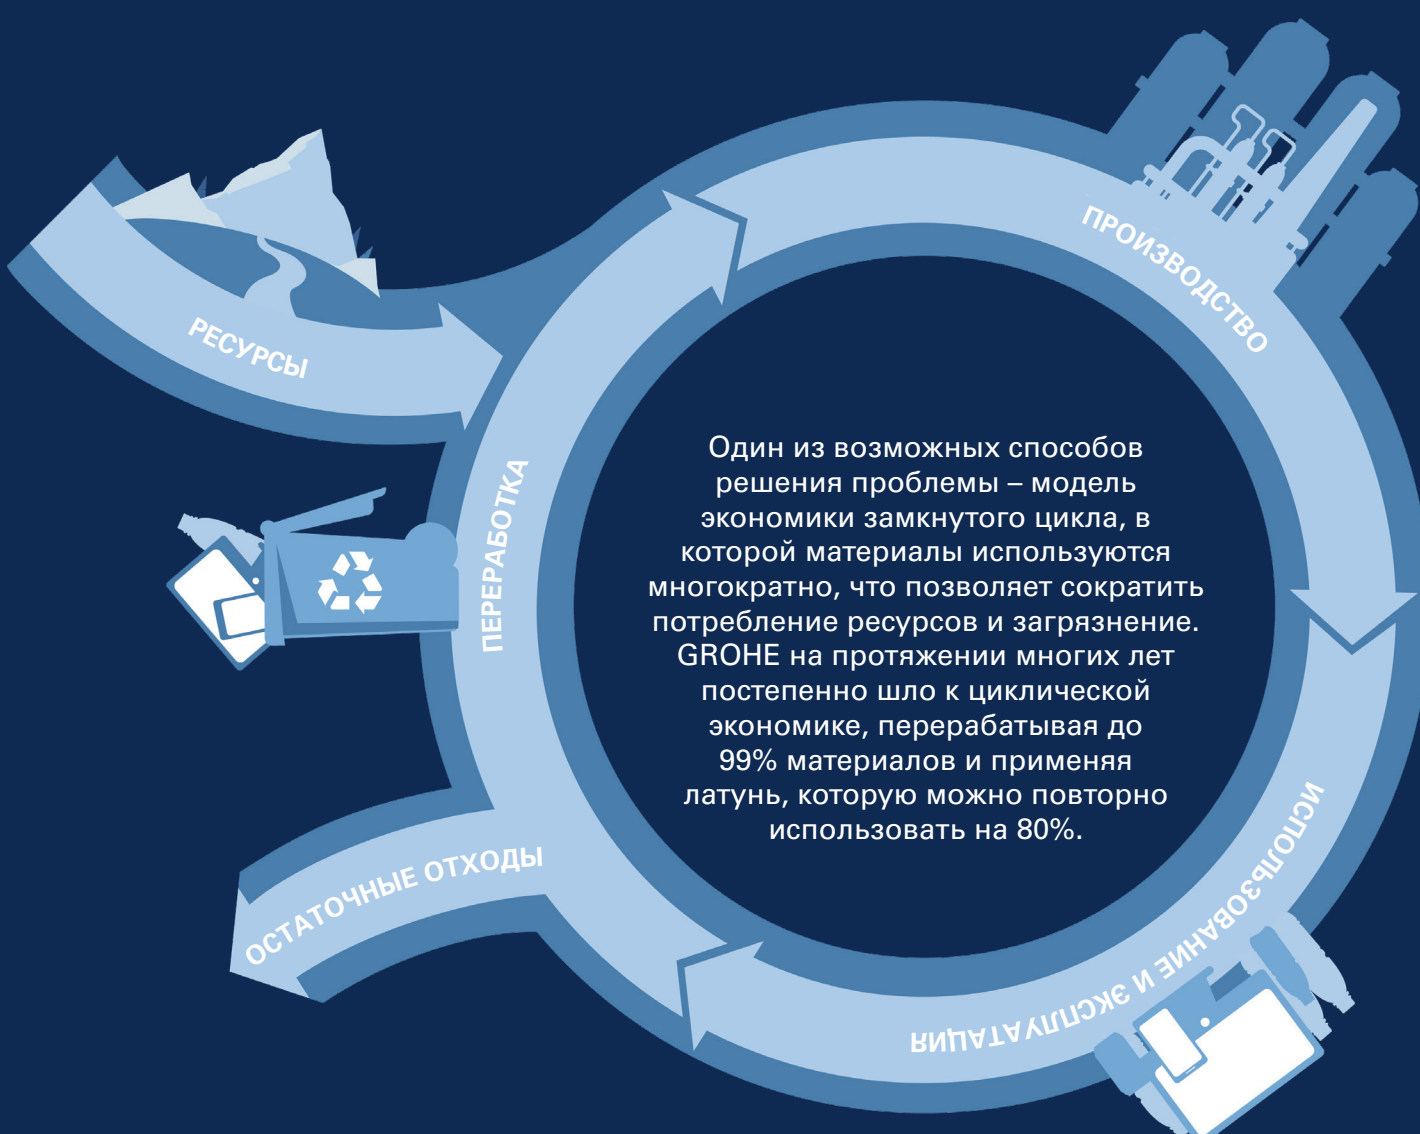 РЕСУРСЫ
ПРОИЗВОДСТВО
ПЕРЕРАБОТКА
Один из возможных способов
решения проблемы – модель
экономики замкнутого цикла, в
которой материалы используются
многократно, что позволяет сократить
потребление ресурсов и загрязнение.
GROHE на протяжении многих лет
постепенно шло к циклической
экономике, перерабатывая до
99% материалов и применяя
латунь, которую можно повторно
использовать на 80%.
ОСТАТОЧНЫЕ ОТХОДЫ
ИСПОЛЬЗОВАНИЕ И ЭКСПЛУАТАЦИЯ